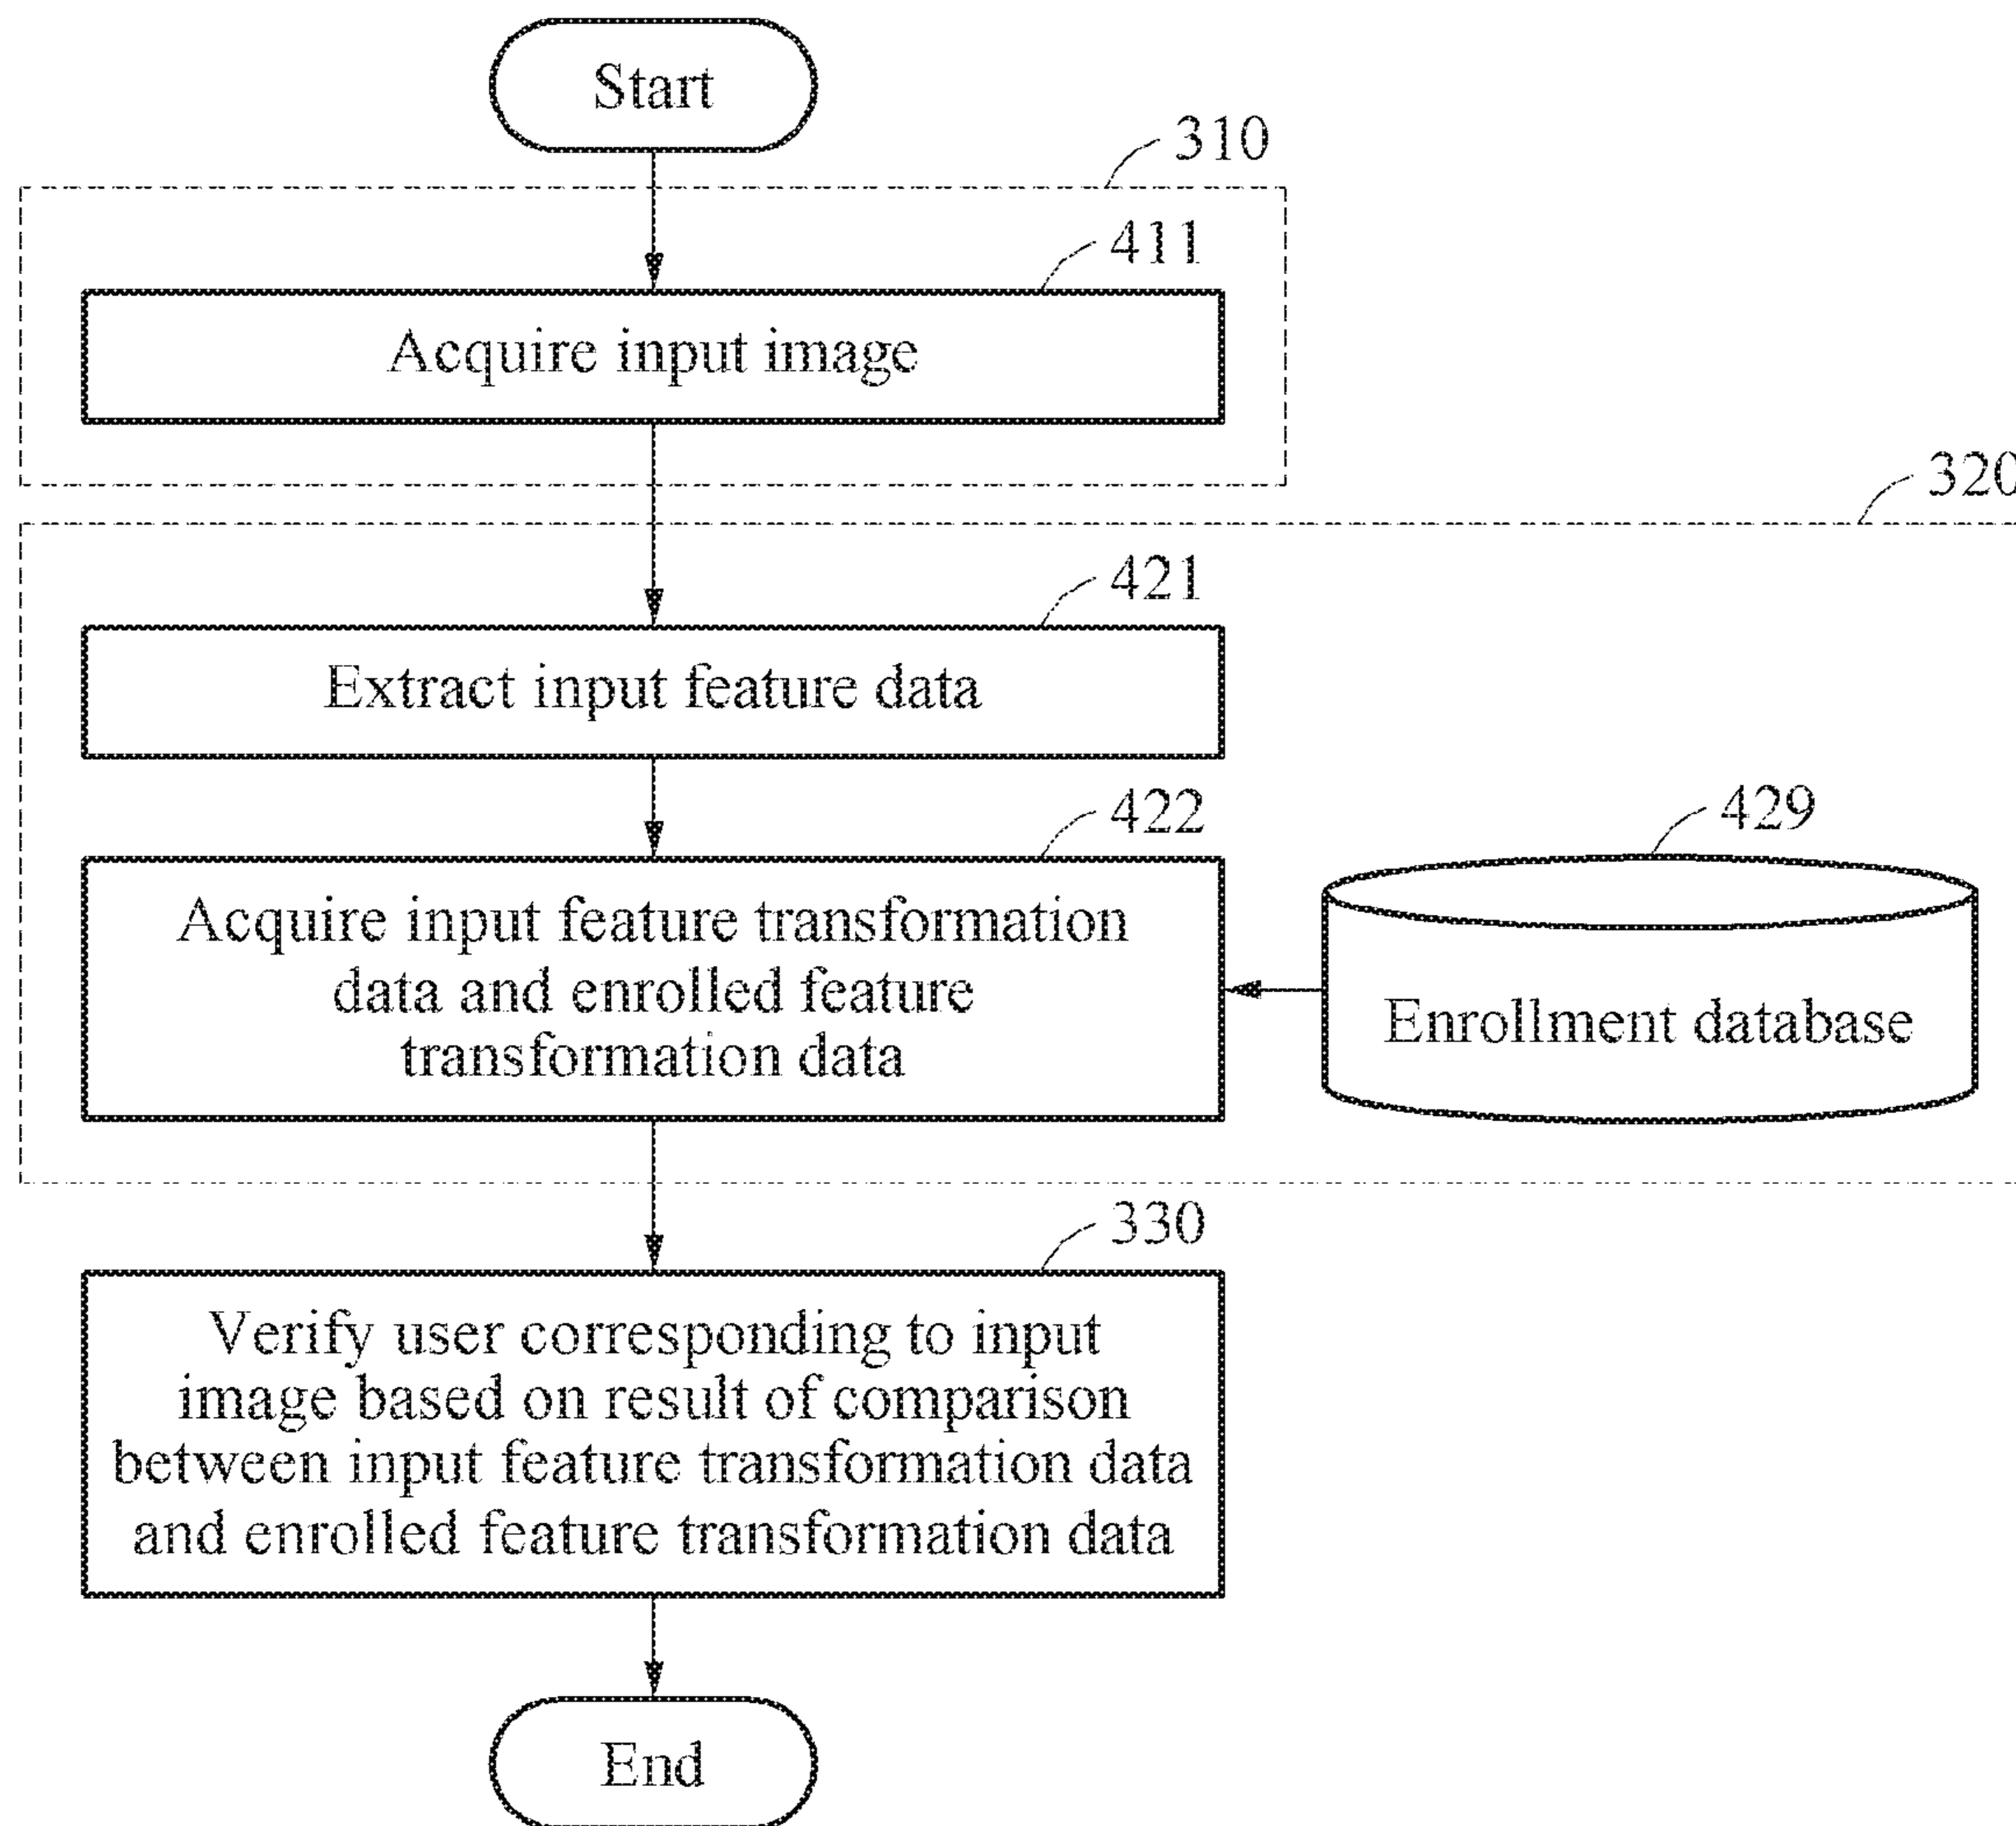 Start
310
411
Acquire input image
320
421
Extract input feature data
422
429
Acquire input feature transformation
data and enrolled feature
transformation data
Enrollment database
330
Verify user corresponding to input
image based on result of comparison
between input feature transformation data
and enrolled feature transformation data
End